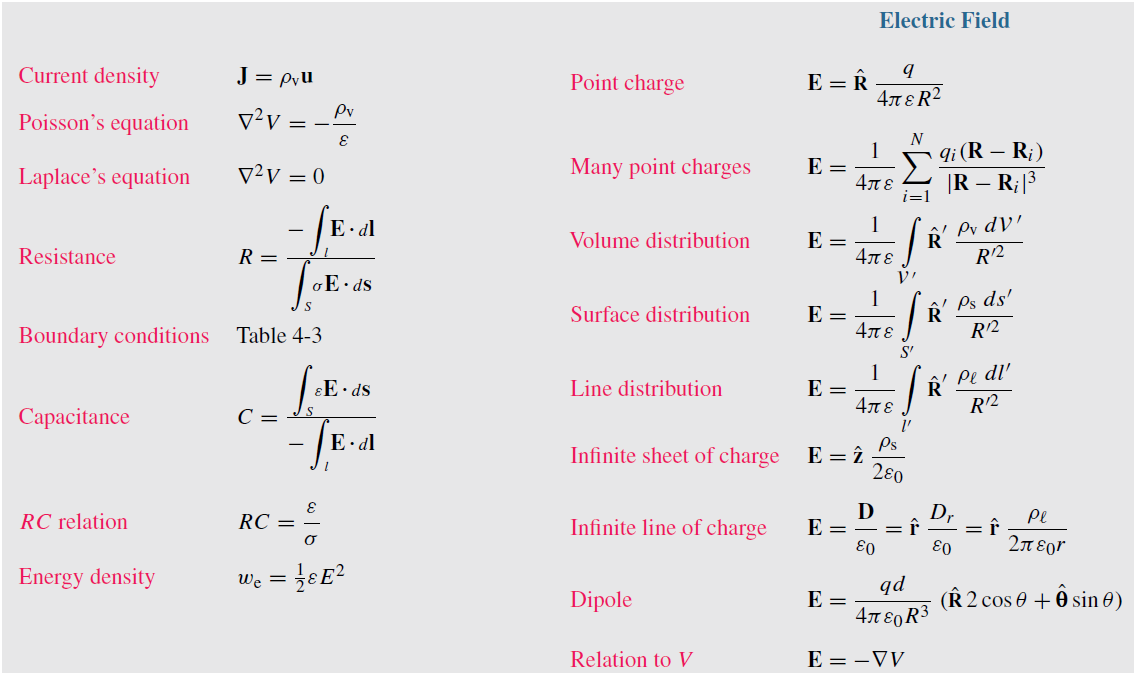 Electric Field
Current density J = ρᵥu
Poisson's equation ∇²V = −ρᵥ/ε
Laplace's equation ∇²V = 0
Resistance R = −∫ₗ E · dl / ∫_S σE · ds
Boundary conditions Table 4-3
Capacitance C = ∫_S εE · ds / −∫ₗ E · dl
RC relation RC = ε/σ
Energy density wₑ = ½εE²
Point charge E = R̂ q/4πεR²
Many point charges E = 1/4πε ∑_{i=1}^{N} qᵢ(R − Rᵢ)/|R − Rᵢ|³
Volume distribution E = 1/4πε ∫_V′ R̂′ ρᵥ dV′/R′²
Surface distribution E = 1/4πε ∫_S′ R̂′ ρₛ ds′/R′²
Line distribution E = 1/4πε ∫_l′ R̂′ ρ_ℓ dl′/R′²
Infinite sheet of charge E = ẑ ρₛ/2ε₀
Infinite line of charge E = D/ε₀ = r̂ Dᵣ/ε₀ = r̂ ρ_ℓ/2πε₀r
Dipole E = qd/4πε₀R³ (R̂ 2 cos θ + θ̂ sin θ)
Relation to V E = −∇V